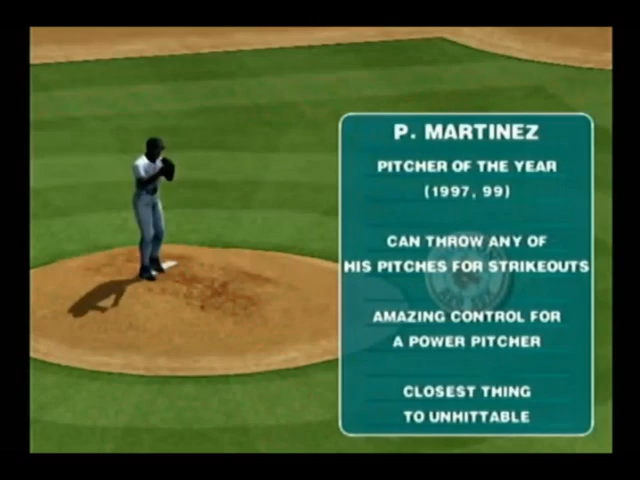 P. MARTINEZ
PITCHER OF THE YEAR
(1997, 99)
CAN THROW ANY OF
HIS PITCHES FOR STRIKEOUTS
AMAZING CONTROL FOR
A POWER PITCHER
CLOSEST THING
TO UNHITTABLE